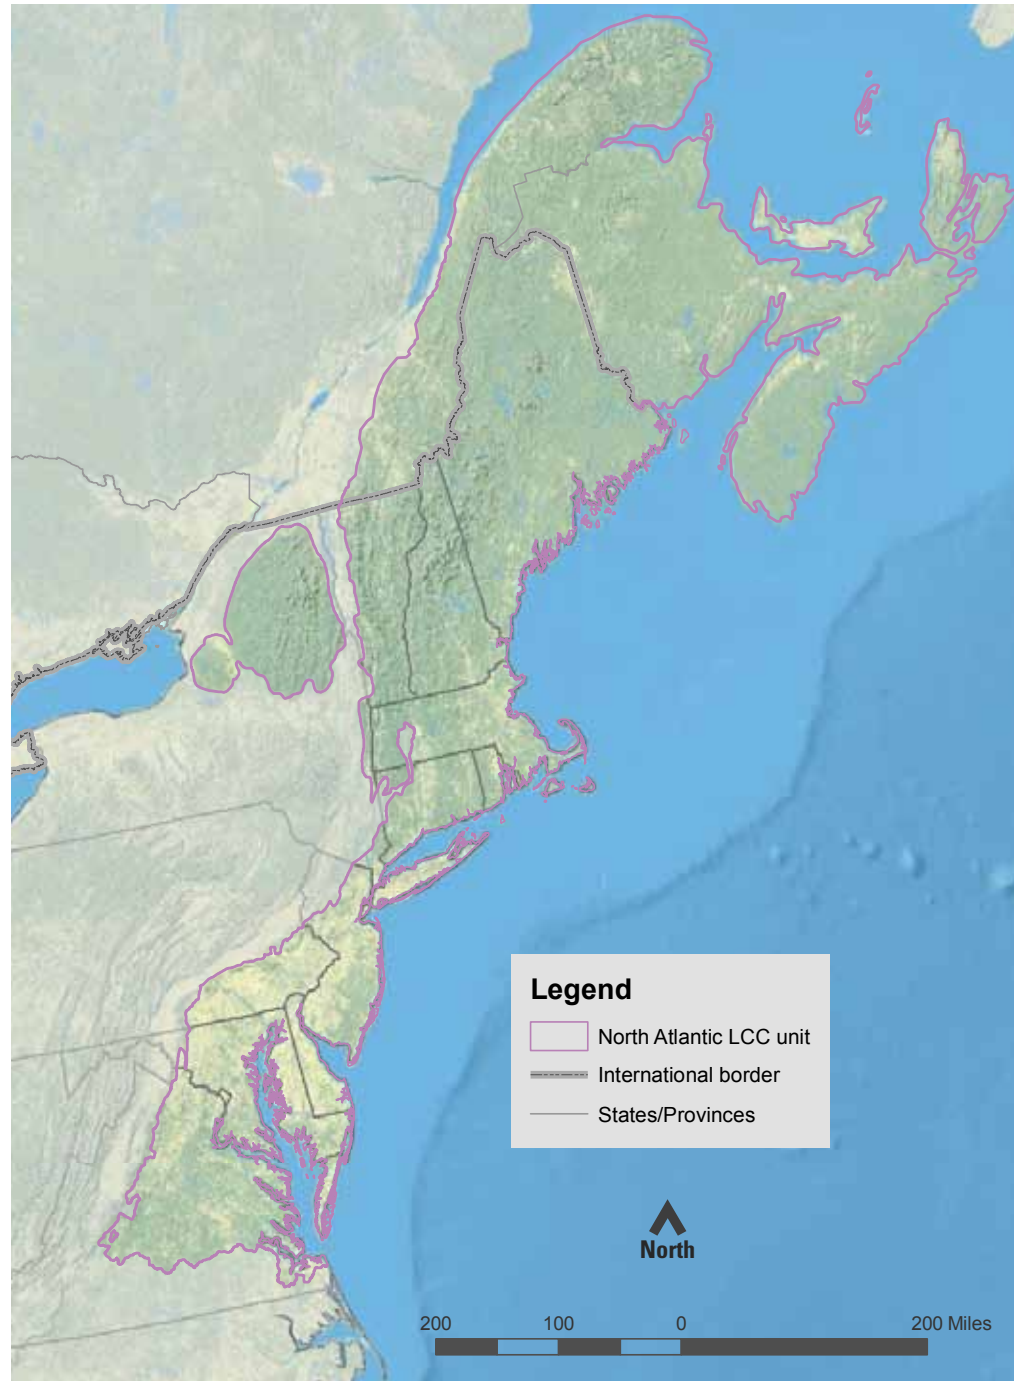 Legend
North Atlantic LCC unit
International border
States/Provinces
North
200 100 0 200 Miles